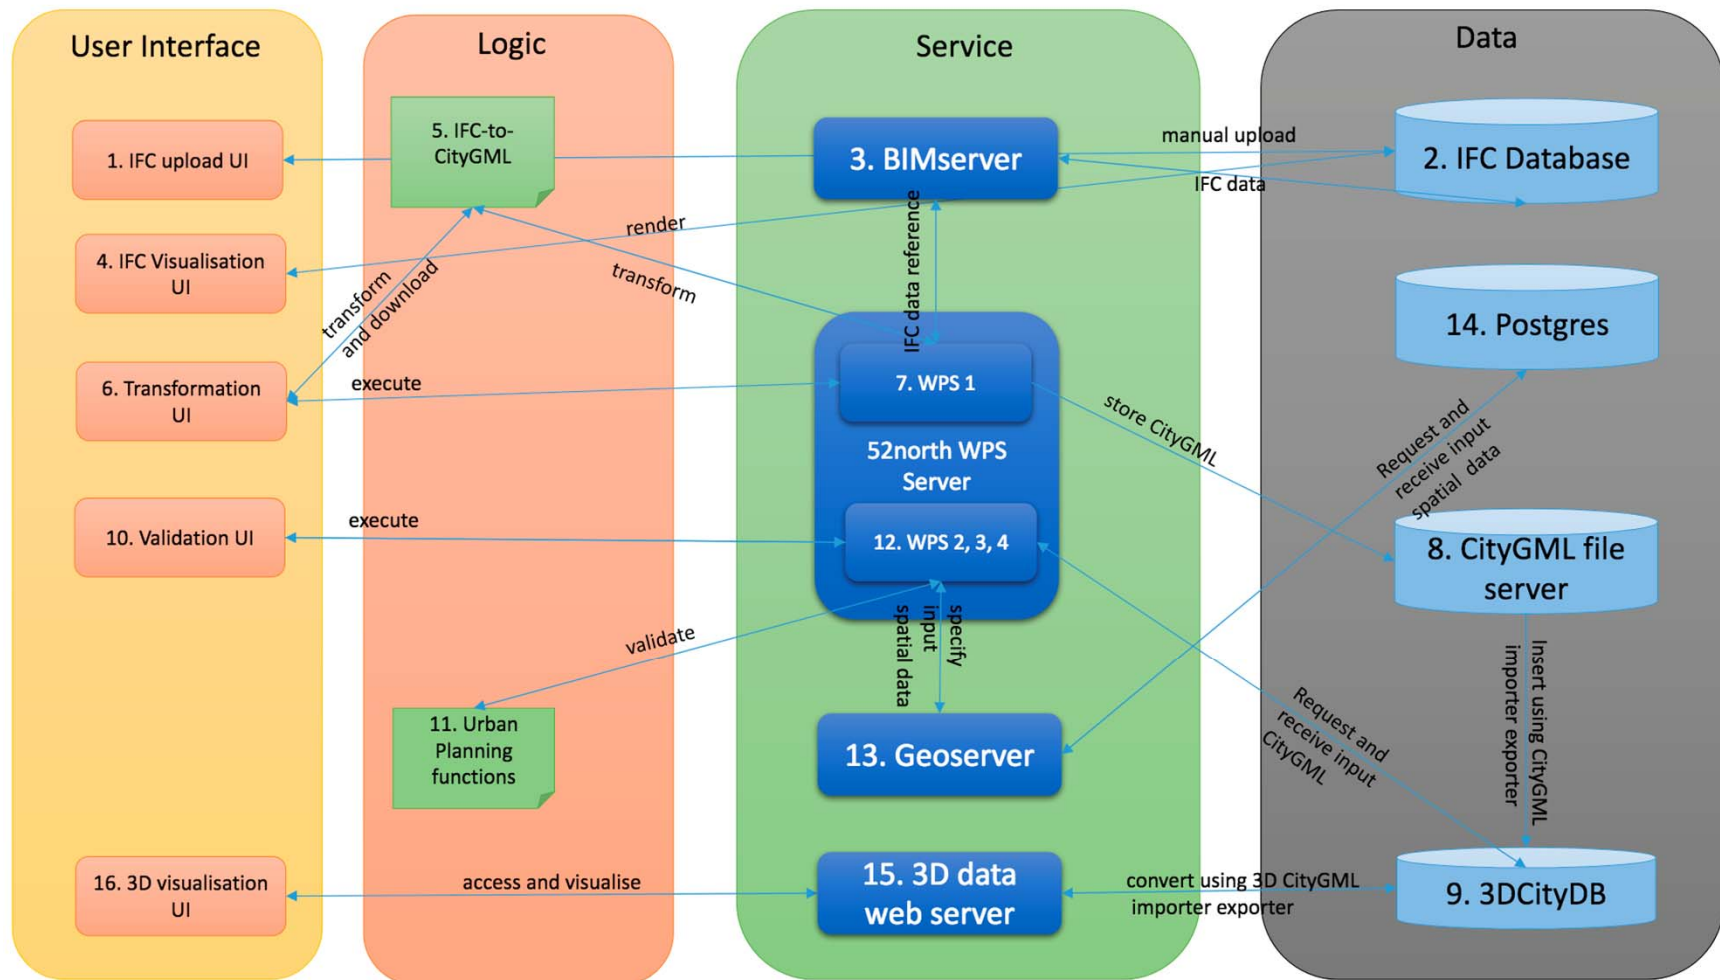 User Interface
Logic
Service
Data
1. IFC upload UI
5. IFC-to-
CityGML
3. BIMserver
manual upload
2. IFC Database
IFC data
render
4. IFC Visualisation
UI
transform
and download
transform
IFC data reference
14. Postgres
6. Transformation
UI
execute
7. WPS 1
52north WPS
Server
store CityGML
Request and
receive input
spatial data
10. Validation UI
execute
12. WPS 2, 3, 4
8. CityGML file
server
validate
specify
input
spatial data
Insert using CityGML
importer exporter
11. Urban
Planning
functions
13. Geoserver
Request and
receive input
CityGML
16. 3D visualisation
UI
access and visualise
15. 3D data
web server
convert using 3D CityGML
importer exporter
9. 3DCityDB